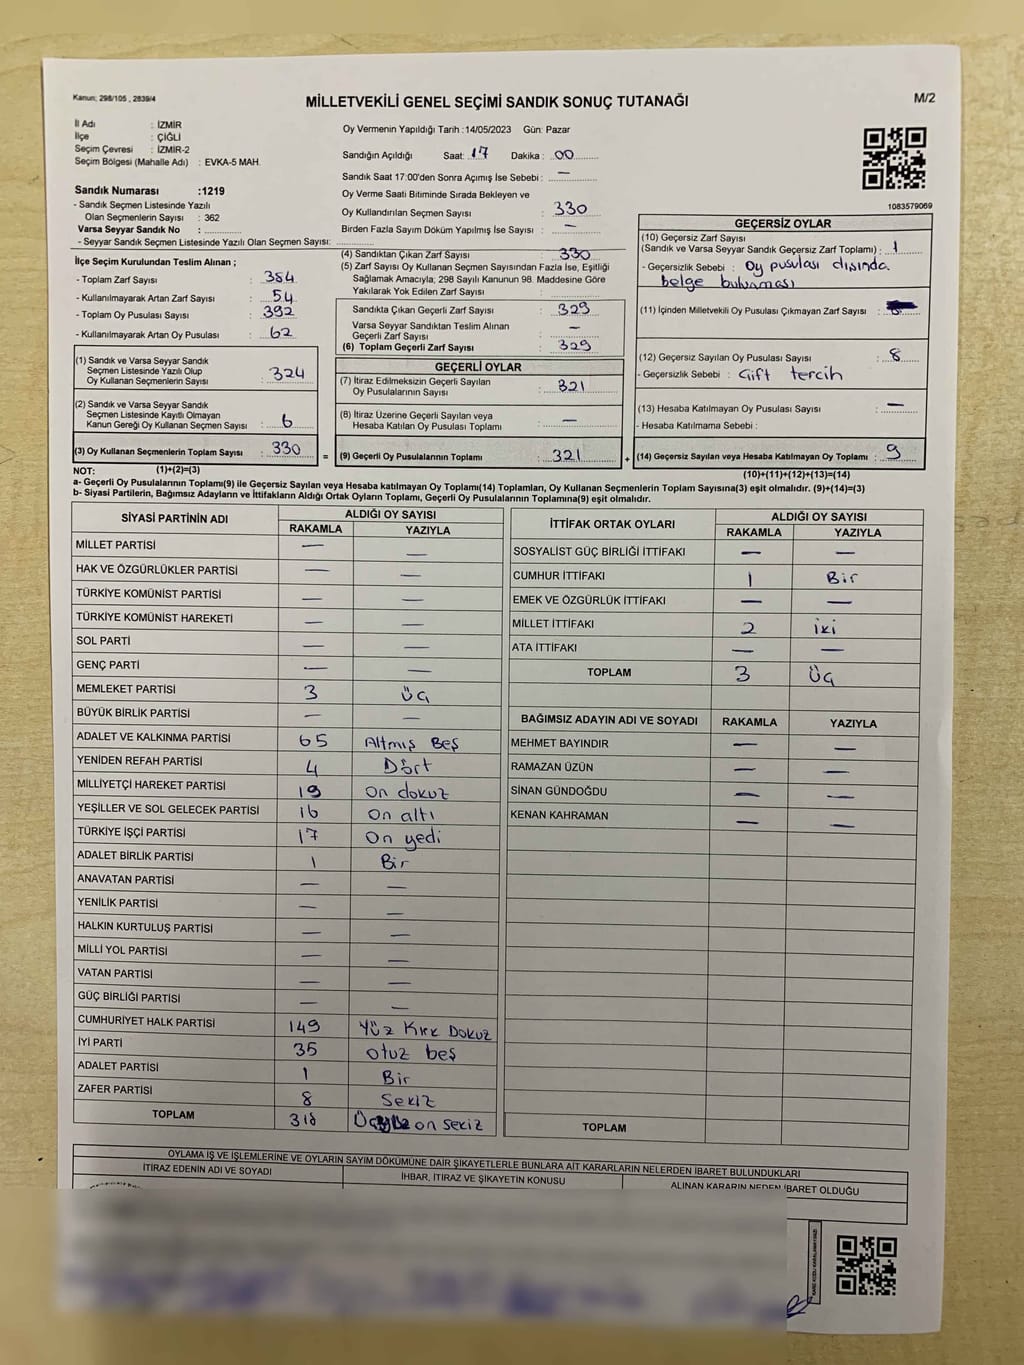 Kanun; 298/105 , 2839/4
MİLLETVEKİLİ GENEL SEÇİMİ SANDIK SONUÇ TUTANAĞI
M/2
İl Adı : İZMİR
İlçe : ÇİĞLİ
Seçim Çevresi : İZMİR-2
Seçim Bölgesi (Mahalle Adı) : EVKA-5 MAH.
Sandık Numarası :1219
- Sandık Seçmen Listesinde Yazılı
Olan Seçmenlerin Sayısı : 362
Varsa Seyyar Sandık No :
- Seyyar Sandık Seçmen Listesinde Yazılı Olan Seçmen Sayısı:
Oy Vermenin Yapıldığı Tarih :14/05/2023 Gün: Pazar
Sandığın Açıldığı Saat: 17 Dakika : 00
Sandık Saat 17:00'den Sonra Açımış İse Sebebi : —
Oy Verme Saati Bitiminde Sırada Bekleyen ve
Oy Kullandırılan Seçmen Sayısı : 330
Birden Fazla Sayım Döküm Yapılmış İse Sayısı : —
1083579069
İlçe Seçim Kurulundan Teslim Alınan ;
- Toplam Zarf Sayısı : 384
- Kullanılmayarak Artan Zarf Sayısı : 54
- Toplam Oy Pusulası Sayısı : 392
- Kullanılmayarak Artan Oy Pusulası : 62
(1) Sandık ve Varsa Seyyar Sandık
Seçmen Listesinde Yazılı Olup
Oy Kullanan Seçmenlerin Sayısı : 324
(2) Sandık ve Varsa Seyyar Sandık
Seçmen Listesinde Kayıtlı Olmayan
Kanun Gereği Oy Kullanan Seçmen Sayısı : 6
(3) Oy Kullanan Seçmenlerin Toplam Sayısı : 330 =
(4) Sandıktan Çıkan Zarf Sayısı : 330
(5) Zarf Sayısı Oy Kullanan Seçmen Sayısından Fazla İse, Eşitliği
Sağlamak Amacıyla; 298 Sayılı Kanunun 98. Maddesine Göre
Yakılarak Yok Edilen Zarf Sayısı :
Sandıkta Çıkan Geçerli Zarf Sayısı : 329
Varsa Seyyar Sandıktan Teslim Alınan
Geçerli Zarf Sayısı : —
(6) Toplam Geçerli Zarf Sayısı : 329
GEÇERLİ OYLAR
(7) İtiraz Edilmeksizin Geçerli Sayılan
Oy Pusulalarının Sayısı : 321
(8) İtiraz Üzerine Geçerli Sayılan veya
Hesaba Katılan Oy Pusulası Toplamı : —
(9) Geçerli Oy Pusulalarının Toplamı : 321 +
GEÇERSİZ OYLAR
(10) Geçersiz Zarf Sayısı
(Sandık ve Varsa Seyyar Sandık Geçersiz Zarf Toplamı) : 1
- Geçersizlik Sebebi : Oy pusulası dışında
belge bulunması
(11) İçinden Milletvekili Oy Pusulası Çıkmayan Zarf Sayısı :
(12) Geçersiz Sayılan Oy Pusulası Sayısı : 8
- Geçersizlik Sebebi : Çift tercih
(13) Hesaba Katılmayan Oy Pusulası Sayısı : —
- Hesaba Katılmama Sebebi :
(14) Geçersiz Sayılan veya Hesaba Katılmayan Oy Toplamı : 9
NOT: (1)+(2)=(3)
(10)+(11)+(12)+(13)=(14)
a- Geçerli Oy Pusulalarının Toplamı(9) ile Geçersiz Sayılan veya Hesaba katılmayan Oy Toplamı(14) Toplamları, Oy Kullanan Seçmenlerin Toplam Sayısına(3) eşit olmalıdır. (9)+(14)=(3)
b- Siyasi Partilerin, Bağımsız Adayların ve İttifakların Aldığı Ortak Oyların Toplamı, Geçerli Oy Pusulalarının Toplamına(9) eşit olmalıdır.
SİYASİ PARTİNİN ADI ALDIĞI OY SAYISI
RAKAMLA YAZIYLA
MİLLET PARTİSİ — —
HAK VE ÖZGÜRLÜKLER PARTİSİ — —
TÜRKİYE KOMÜNİST PARTİSİ — —
TÜRKİYE KOMÜNİST HAREKETİ — —
SOL PARTİ — —
GENÇ PARTİ — —
MEMLEKET PARTİSİ 3 Üç
BÜYÜK BİRLİK PARTİSİ — —
ADALET VE KALKINMA PARTİSİ 65 Altmış Beş
YENİDEN REFAH PARTİSİ 4 Dört
MİLLİYETÇİ HAREKET PARTİSİ 19 On dokuz
YEŞİLLER VE SOL GELECEK PARTİSİ 16 On altı
TÜRKİYE İŞÇİ PARTİSİ 17 On yedi
ADALET BİRLİK PARTİSİ 1 Bir
ANAVATAN PARTİSİ — —
YENİLİK PARTİSİ — —
HALKIN KURTULUŞ PARTİSİ — —
MİLLİ YOL PARTİSİ — —
VATAN PARTİSİ — —
GÜÇ BİRLİĞİ PARTİSİ — —
CUMHURİYET HALK PARTİSİ 149 Yüz Kırk Dokuz
İYİ PARTİ 35 otuz beş
ADALET PARTİSİ 1 Bir
ZAFER PARTİSİ 8 Sekiz
TOPLAM 318 Üçyüz on sekiz
İTTİFAK ORTAK OYLARI ALDIĞI OY SAYISI
RAKAMLA YAZIYLA
SOSYALİST GÜÇ BİRLİĞİ İTTİFAKI — —
CUMHUR İTTİFAKI 1 Bir
EMEK VE ÖZGÜRLÜK İTTİFAKI — —
MİLLET İTTİFAKI 2 iki
ATA İTTİFAKI — —
TOPLAM 3 Üç
BAĞIMSIZ ADAYIN ADI VE SOYADI RAKAMLA YAZIYLA
MEHMET BAYINDIR — —
RAMAZAN ÜZÜN — —
SİNAN GÜNDOĞDU — —
KENAN KAHRAMAN — —
TOPLAM
OYLAMA İŞ VE İŞLEMLERİNE VE OYLARIN SAYIM DÖKÜMÜNE DAİR ŞİKAYETLERLE BUNLARA AİT KARARLARIN NELERDEN İBARET BULUNDUKLARI
İTİRAZ EDENİN ADI VE SOYADI İHBAR, İTİRAZ VE ŞİKAYETİN KONUSU ALINAN KARARIN NEDEN İBARET OLDUĞU